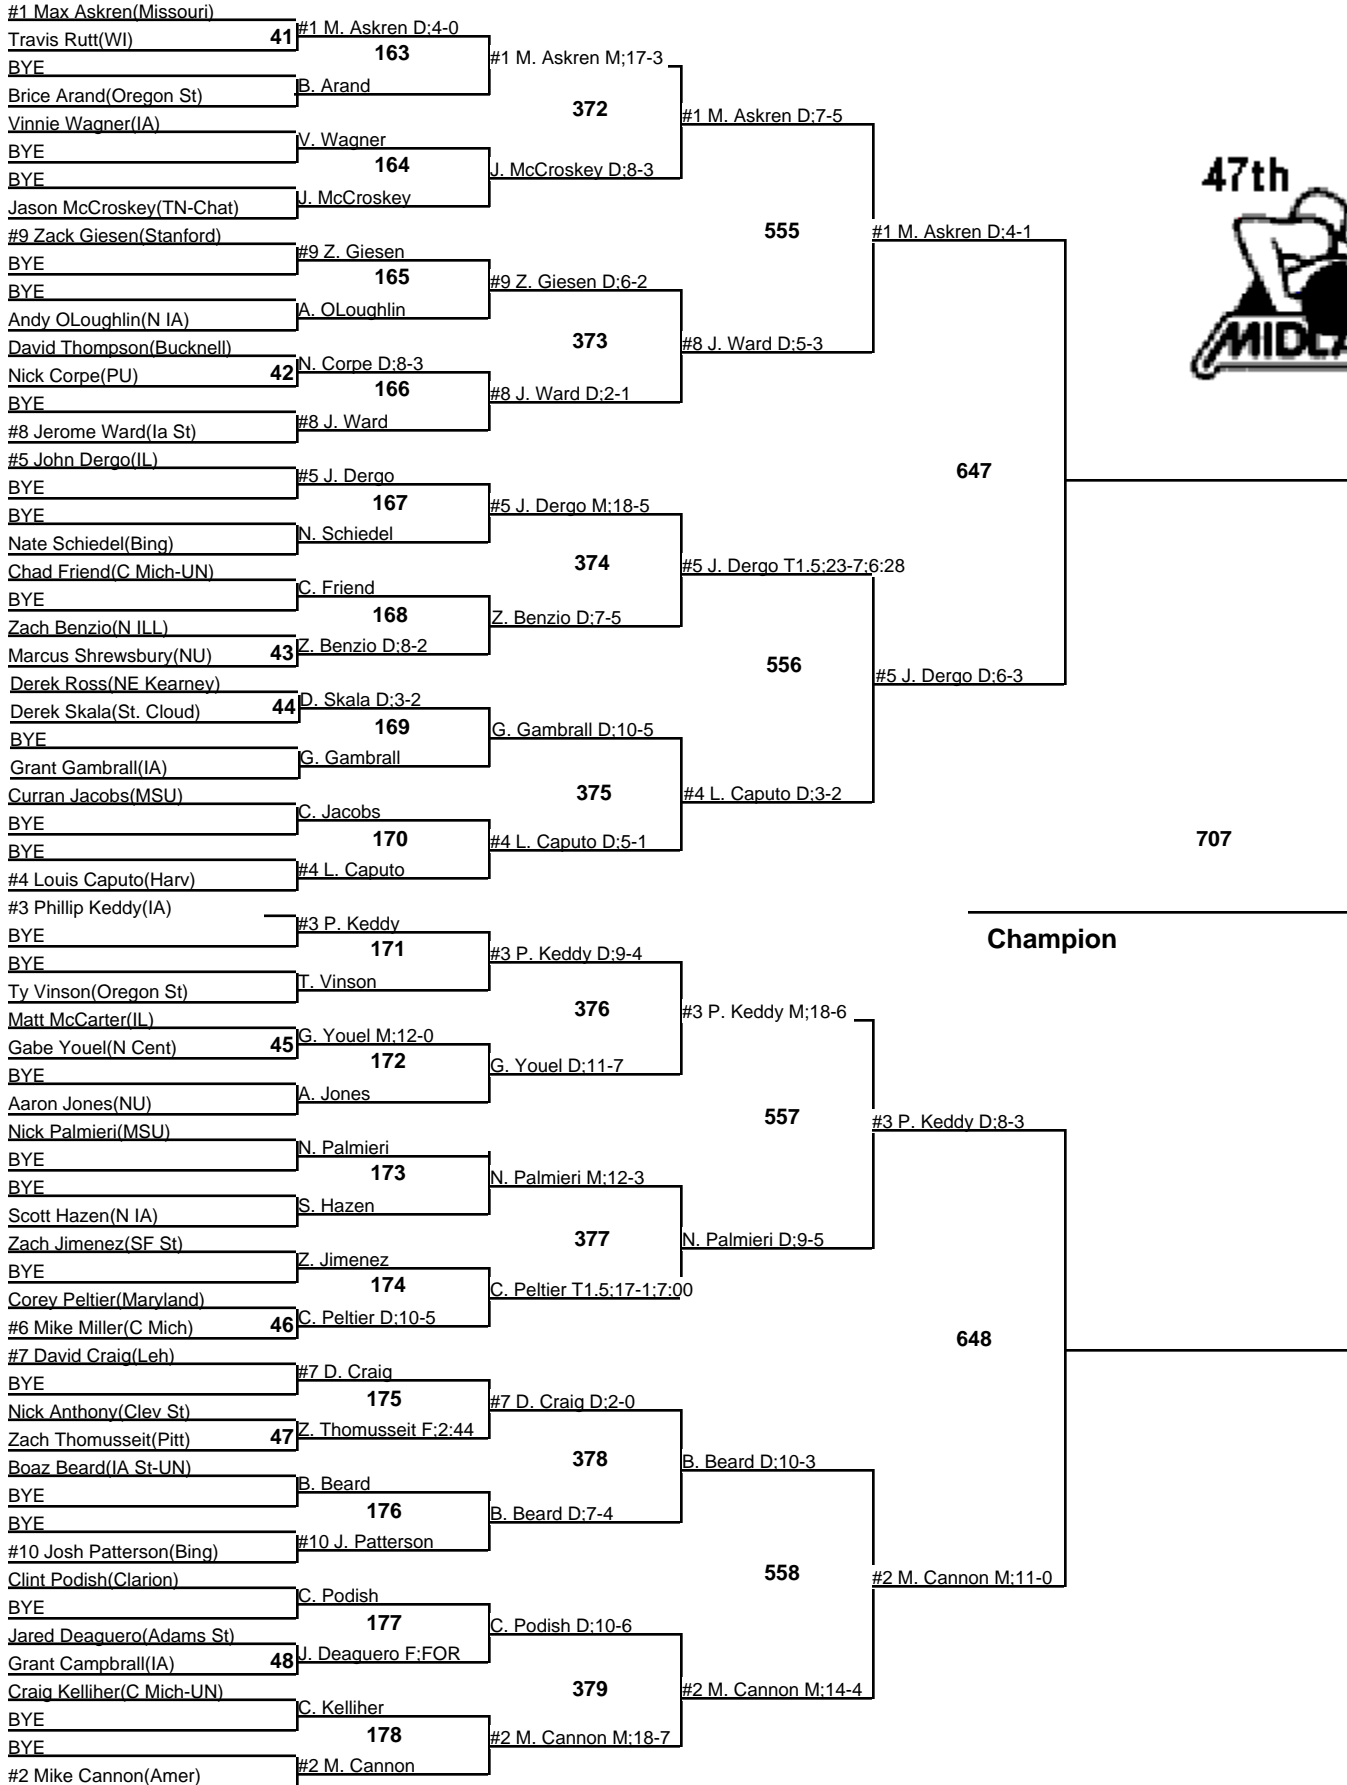 #1 Max Askren(Missouri)
Travis Rutt(WI)
41
BYE
Brice Arand(Oregon St)
Vinnie Wagner(IA)
BYE
BYE
Jason McCroskey(TN-Chat)
#9 Zack Giesen(Stanford)
BYE
BYE
Andy OLoughlin(N IA)
David Thompson(Bucknell)
Nick Corpe(PU)
42
BYE
#8 Jerome Ward(Ia St)
#5 John Dergo(IL)
BYE
BYE
Nate Schiedel(Bing)
Chad Friend(C Mich-UN)
BYE
Zach Benzio(N ILL)
Marcus Shrewsbury(NU)
43
Derek Ross(NE Kearney)
Derek Skala(St. Cloud)
44
BYE
Grant Gambrall(IA)
Curran Jacobs(MSU)
BYE
BYE
#4 Louis Caputo(Harv)
#3 Phillip Keddy(IA)
BYE
BYE
Ty Vinson(Oregon St)
Matt McCarter(IL)
Gabe Youel(N Cent)
45
BYE
Aaron Jones(NU)
Nick Palmieri(MSU)
BYE
BYE
Scott Hazen(N IA)
Zach Jimenez(SF St)
BYE
Corey Peltier(Maryland)
#6 Mike Miller(C Mich)
46
#7 David Craig(Leh)
BYE
Nick Anthony(Clev St)
Zach Thomusseit(Pitt)
47
Boaz Beard(IA St-UN)
BYE
BYE
#10 Josh Patterson(Bing)
Clint Podish(Clarion)
BYE
Jared Deaguero(Adams St)
Grant Campbrall(IA)
48
Craig Kelliher(C Mich-UN)
BYE
BYE
#2 Mike Cannon(Amer)
#1 M. Askren D;4-0
163
B. Arand
V. Wagner
164
J. McCroskey
#9 Z. Giesen
165
A. OLoughlin
N. Corpe D;8-3
166
#8 J. Ward
#5 J. Dergo
167
N. Schiedel
C. Friend
168
Z. Benzio D;8-2
D. Skala D;3-2
169
G. Gambrall
C. Jacobs
170
#4 L. Caputo
#3 P. Keddy
171
T. Vinson
G. Youel M;12-0
172
A. Jones
N. Palmieri
173
S. Hazen
Z. Jimenez
174
C. Peltier D;10-5
#7 D. Craig
175
Z. Thomusseit F;2:44
B. Beard
176
#10 J. Patterson
C. Podish
177
J. Deaguero F;FOR
C. Kelliher
178
#2 M. Cannon
#1 M. Askren M;17-3
372
J. McCroskey D;8-3
#9 Z. Giesen D;6-2
373
#8 J. Ward D;2-1
#5 J. Dergo M;18-5
374
Z. Benzio D;7-5
G. Gambrall D;10-5
375
#4 L. Caputo D;5-1
#3 P. Keddy D;9-4
376
G. Youel D;11-7
N. Palmieri M;12-3
377
C. Peltier T1.5;17-1;7:00
#7 D. Craig D;2-0
378
B. Beard D;7-4
C. Podish D;10-6
379
#2 M. Cannon M;18-7
#1 M. Askren D;7-5
555
#8 J. Ward D;5-3
#5 J. Dergo T1.5;23-7;6:28
556
#4 L. Caputo D;3-2
#3 P. Keddy M;18-6
557
N. Palmieri D;9-5
B. Beard D;10-3
558
#2 M. Cannon M;14-4
#1 M. Askren D;4-1
647
#5 J. Dergo D;6-3
#3 P. Keddy D;8-3
648
#2 M. Cannon M;11-0
47th
707
Champion